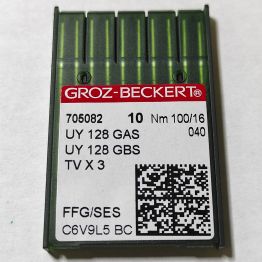 GROZ-BECKERT®
705082 10 Nm 100/16
UY 128 GAS 040
UY 128 GBS
TV X 3
FFG/SES
C6V9L5 BC